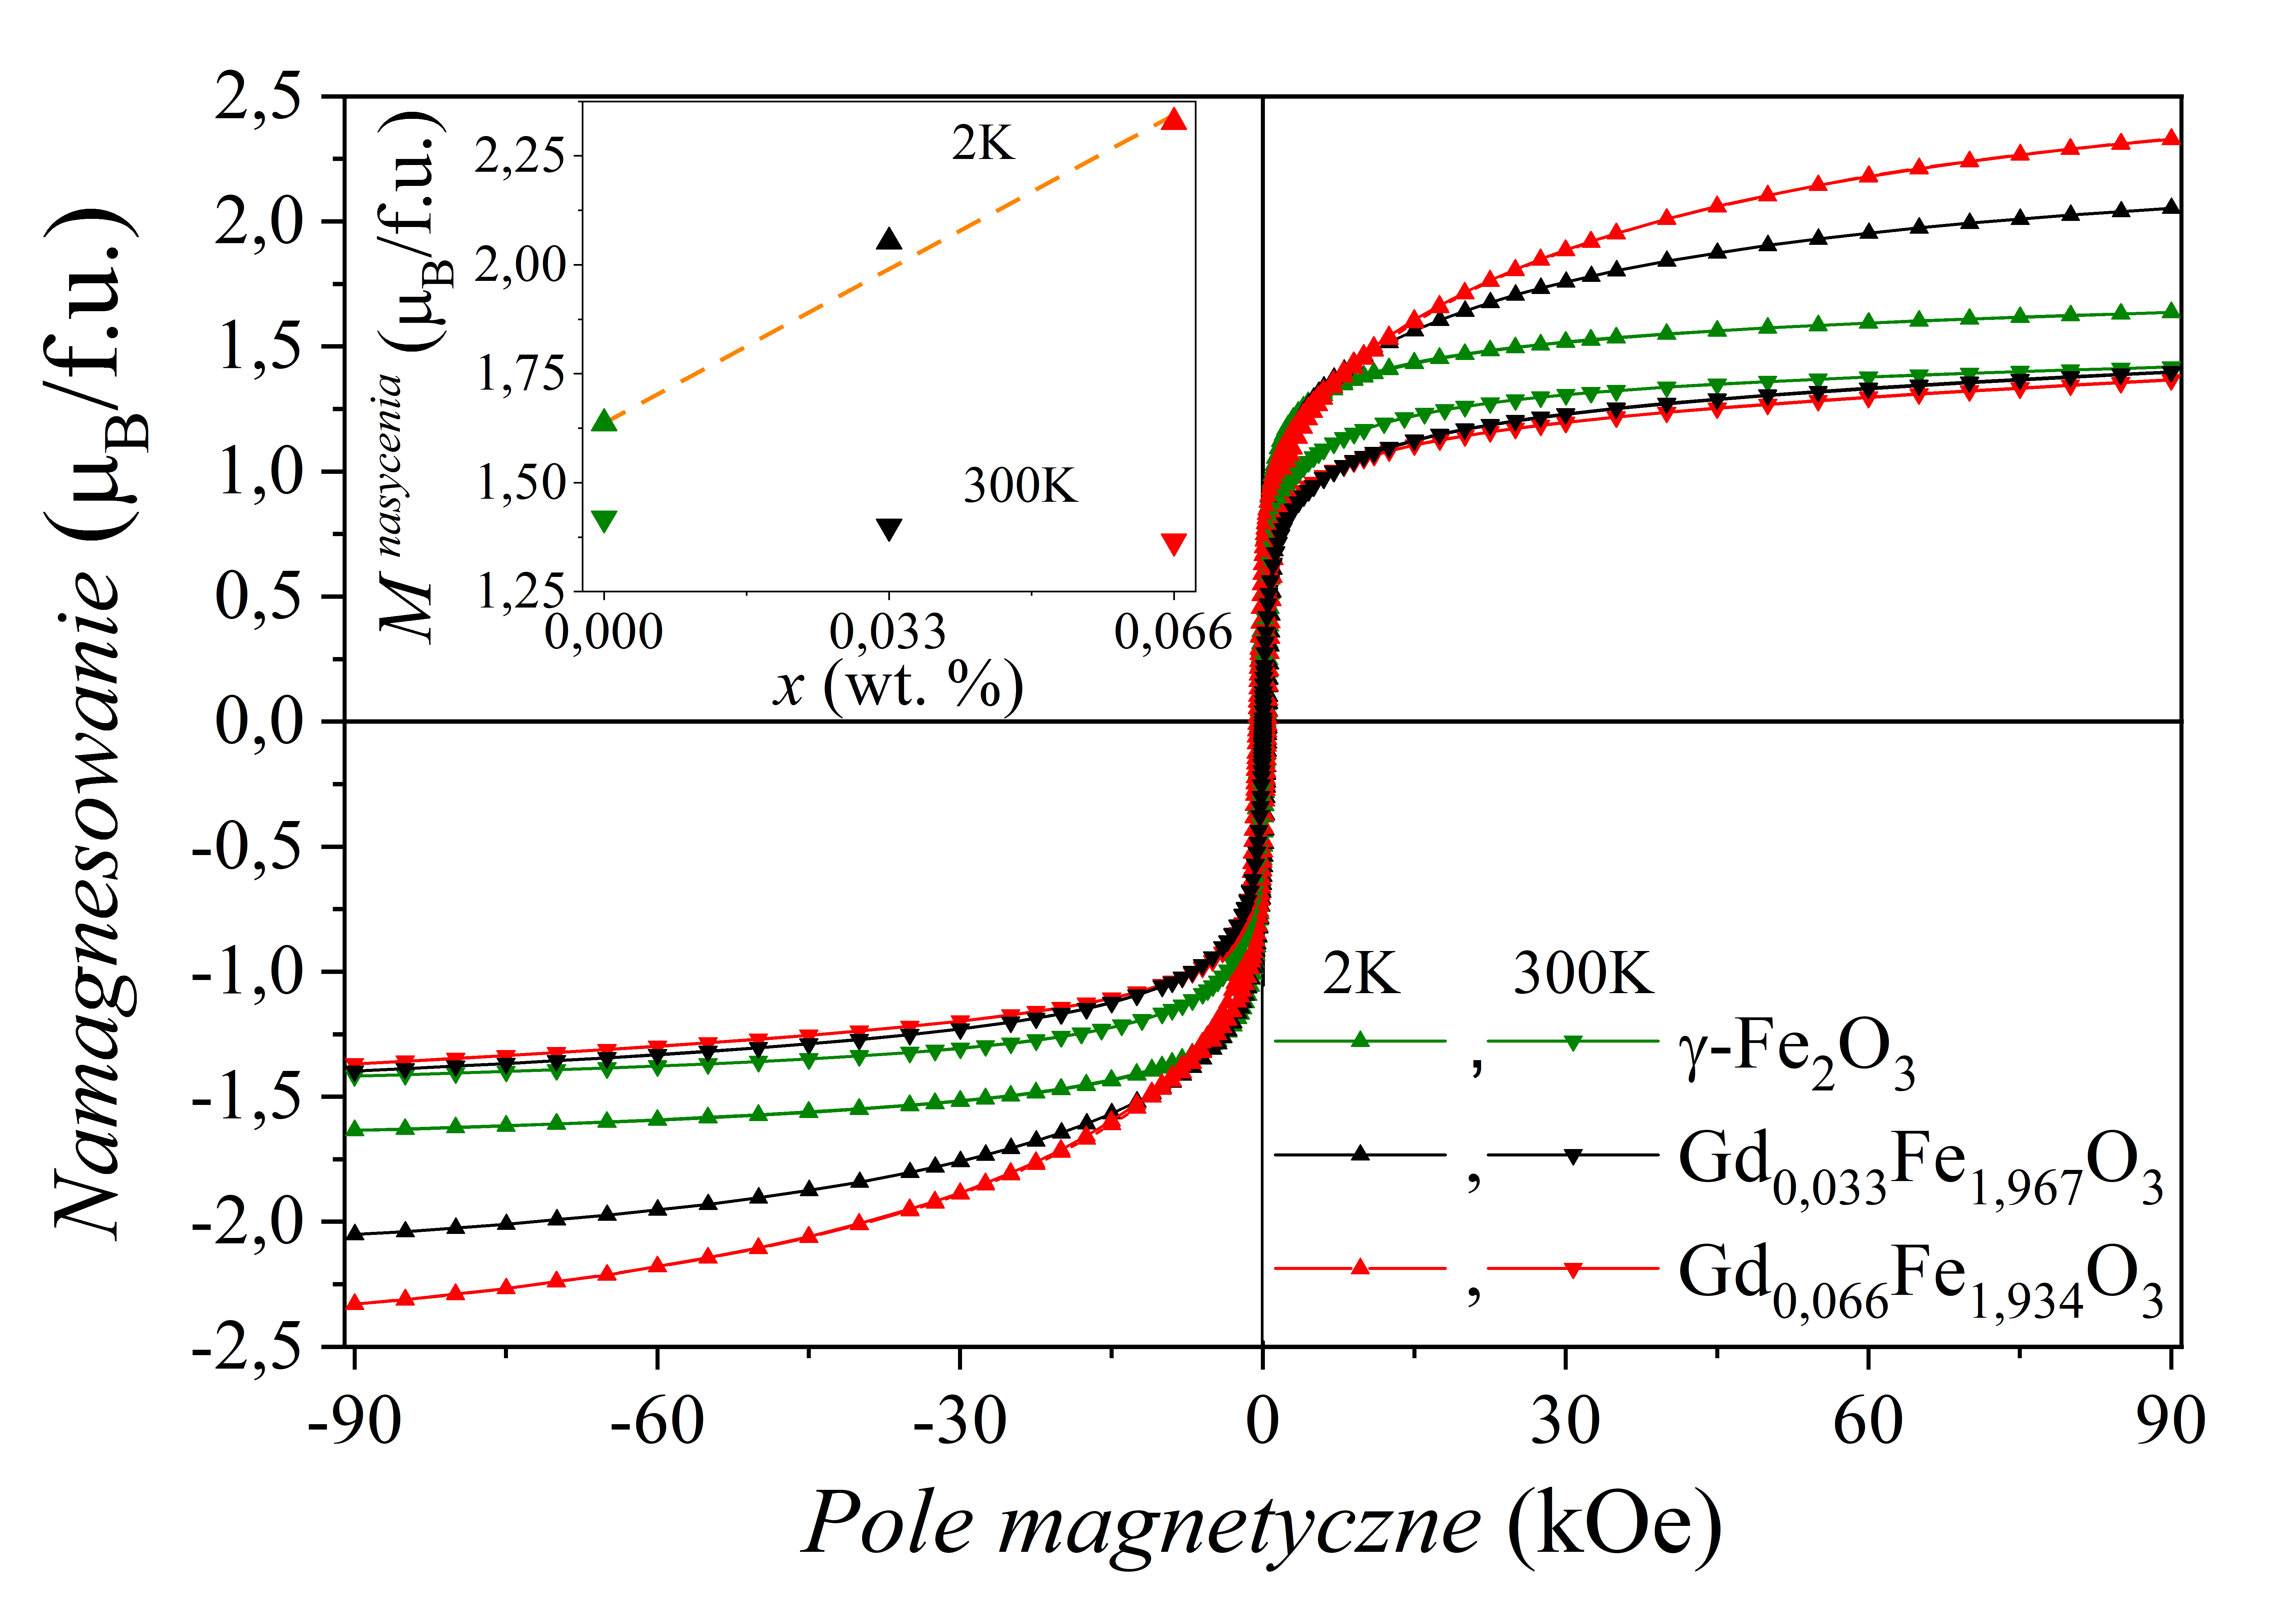 Namagnesowanie (μB/f.u.)
2,5
2,0
1,5
1,0
0,5
0,0
-0,5
-1,0
-1,5
-2,0
-2,5
M nasycenia (μB/f.u.)
2,25
2,00
1,75
1,50
1,25
2K
300K
0,000 0,033 0,066
x (wt. %)
2K 300K
, γ-Fe2O3
, Gd0,033Fe1,967O3
, Gd0,066Fe1,934O3
-90 -60 -30 0 30 60 90
Pole magnetyczne (kOe)